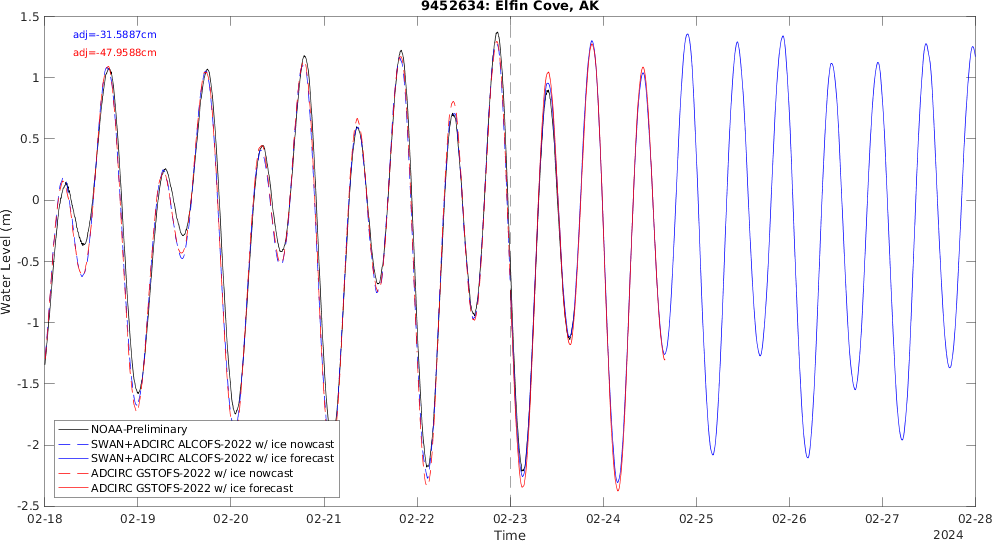 9452634: Elfin Cove, AK
adj=-31.5887cm
adj=-47.9588cm
Water Level (m)
1.5
1
0.5
0
-0.5
-1
-1.5
-2
-2.5
NOAA-Preliminary
SWAN+ADCIRC ALCOFS-2022 w/ ice nowcast
SWAN+ADCIRC ALCOFS-2022 w/ ice forecast
ADCIRC GSTOFS-2022 w/ ice nowcast
ADCIRC GSTOFS-2022 w/ ice forecast
02-18 02-19 02-20 02-21 02-22 02-23 02-24 02-25 02-26 02-27 02-28
Time
2024